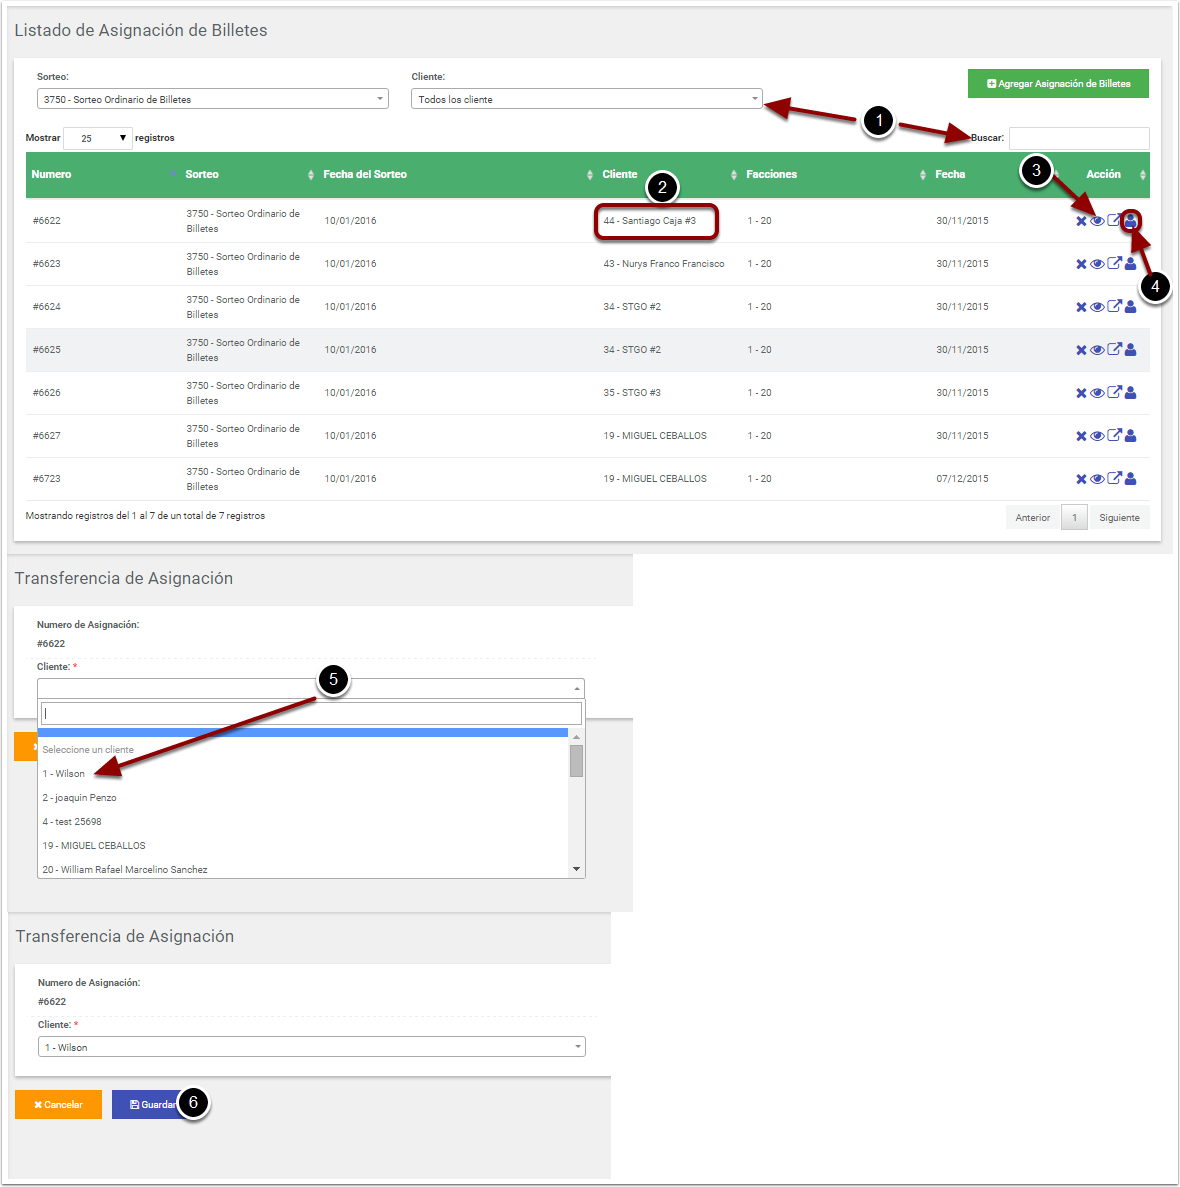 Listado de Asignación de Billetes
Sorteo:
Cliente:
3750 - Sorteo Ordinario de Billetes
Todos los cliente
Agregar Asignación de Billetes
1
Mostrar 25 registros
Buscar:
Numero Sorteo Fecha del Sorteo Cliente Facciones Fecha Acción
2
3
#6622 3750 - Sorteo Ordinario de Billetes 10/01/2016 44 - Santiago Caja #3 1 - 20 30/11/2015
#6623 3750 - Sorteo Ordinario de Billetes 10/01/2016 43 - Nurys Franco Francisco 1 - 20 30/11/2015
4
#6624 3750 - Sorteo Ordinario de Billetes 10/01/2016 34 - STGO #2 1 - 20 30/11/2015
#6625 3750 - Sorteo Ordinario de Billetes 10/01/2016 34 - STGO #2 1 - 20 30/11/2015
#6626 3750 - Sorteo Ordinario de Billetes 10/01/2016 35 - STGO #3 1 - 20 30/11/2015
#6627 3750 - Sorteo Ordinario de Billetes 10/01/2016 19 - MIGUEL CEBALLOS 1 - 20 30/11/2015
#6723 3750 - Sorteo Ordinario de Billetes 10/01/2016 19 - MIGUEL CEBALLOS 1 - 20 07/12/2015
Mostrando registros del 1 al 7 de un total de 7 registros
Anterior 1 Siguiente
Transferencia de Asignación
Numero de Asignación:
#6622
Cliente: *
5
Seleccione un cliente
1 - Wilson
2 - joaquin Penzo
4 - test 25698
19 - MIGUEL CEBALLOS
20 - William Rafael Marcelino Sanchez
Transferencia de Asignación
Numero de Asignación:
#6622
Cliente: *
1 - Wilson
Cancelar
Guardar
6